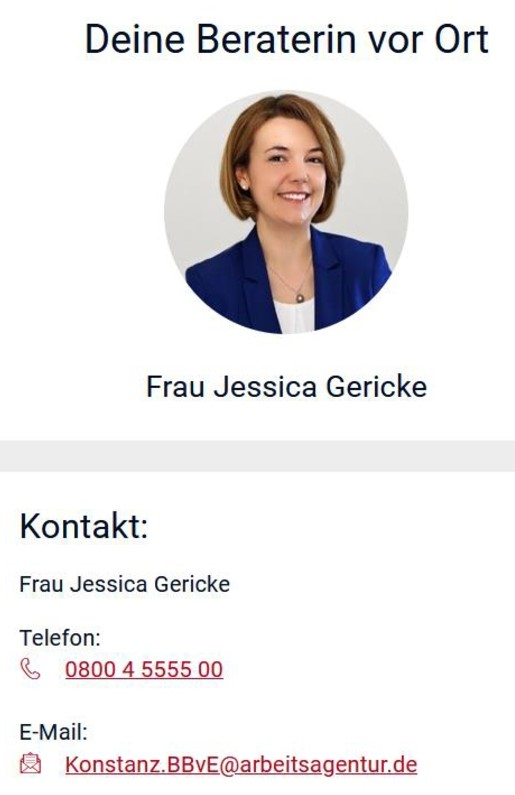 Deine Beraterin vor Ort
Frau Jessica Gericke
Kontakt:
Frau Jessica Gericke
Telefon:
0800 4 5555 00
E-Mail:
Konstanz.BBvE@arbeitsagentur.de